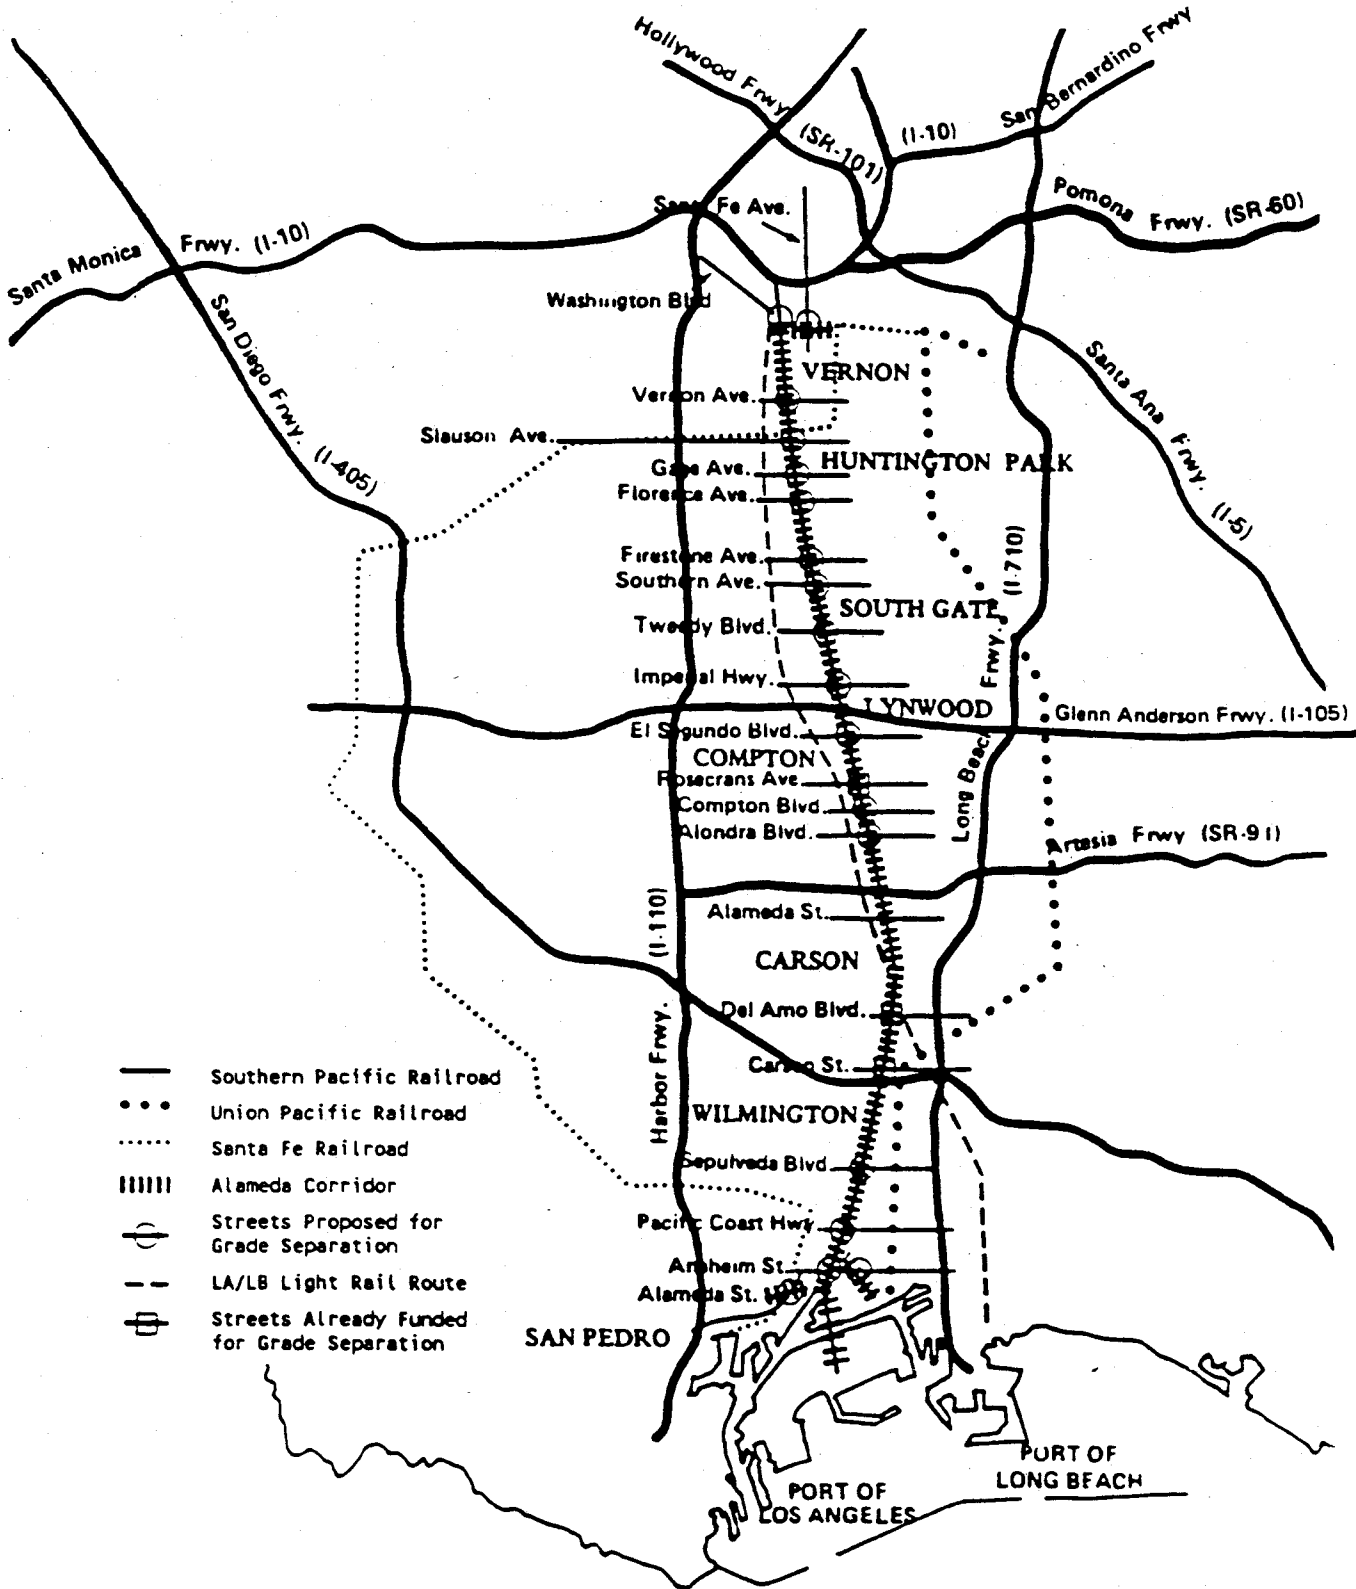 Hollywood Frwy
(SR-101)
(I-10)
San Bernardino Frwy
Pomona Frwy. (SR-60)
Santa Fe Ave.
Santa Monica Frwy. (I-10)
Washington Blvd
San Diego Frwy. (I-405)
VERNON
Santa Ana Frwy. (I-5)
Vernon Ave.
Slauson Ave.
HUNTINGTON PARK
Gage Ave.
Florence Ave.
Firestone Ave.
Southern Ave.
SOUTH GATE
Tweedy Blvd.
Imperial Hwy.
LYNWOOD
Long Beach Frwy. (I-710)
Glenn Anderson Frwy. (I-105)
El Segundo Blvd.
COMPTON
Rosecrans Ave
Compton Blvd.
Alondra Blvd.
Artesia Frwy (SR-91)
Alameda St.
CARSON
Harbor Frwy. (I-110)
Del Amo Blvd.
Carson St.
WILMINGTON
Sepulveda Blvd
Pacific Coast Hwy
Anaheim St.
Alameda St.
SAN PEDRO
Southern Pacific Railroad
Union Pacific Railroad
Santa Fe Railroad
Alameda Corridor
Streets Proposed for
Grade Separation
LA/LB Light Rail Route
Streets Already Funded
for Grade Separation
PORT OF
LONG BEACH
PORT OF
LOS ANGELES